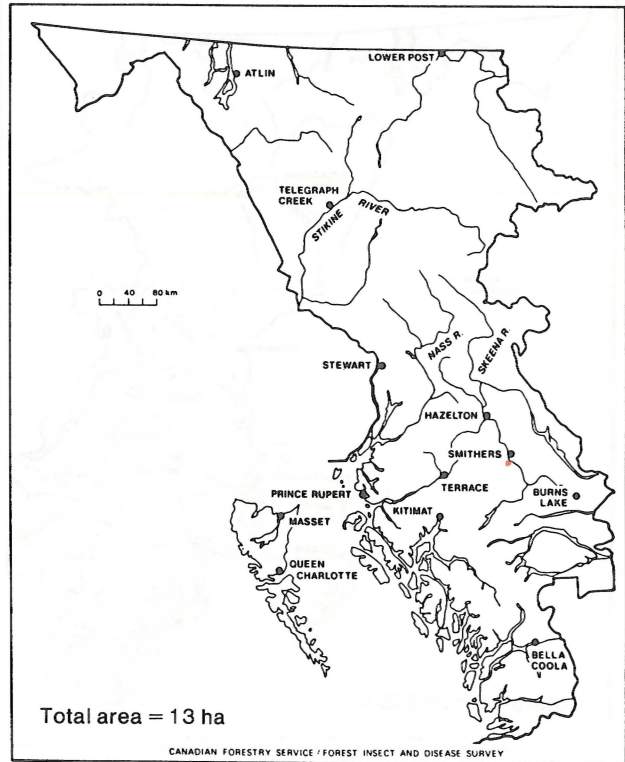 LOWER POST
ATLIN
TELEGRAPH
CREEK
STIKINE RIVER
0 40 80 km
NASS R.
SKEENA R.
STEWART
HAZELTON
SMITHERS
TERRACE
PRINCE RUPERT
BURNS
LAKE
KITIMAT
MASSET
QUEEN
CHARLOTTE
BELLA
COOLA
Total area = 13 ha
CANADIAN FORESTRY SERVICE / FOREST INSECT AND DISEASE SURVEY